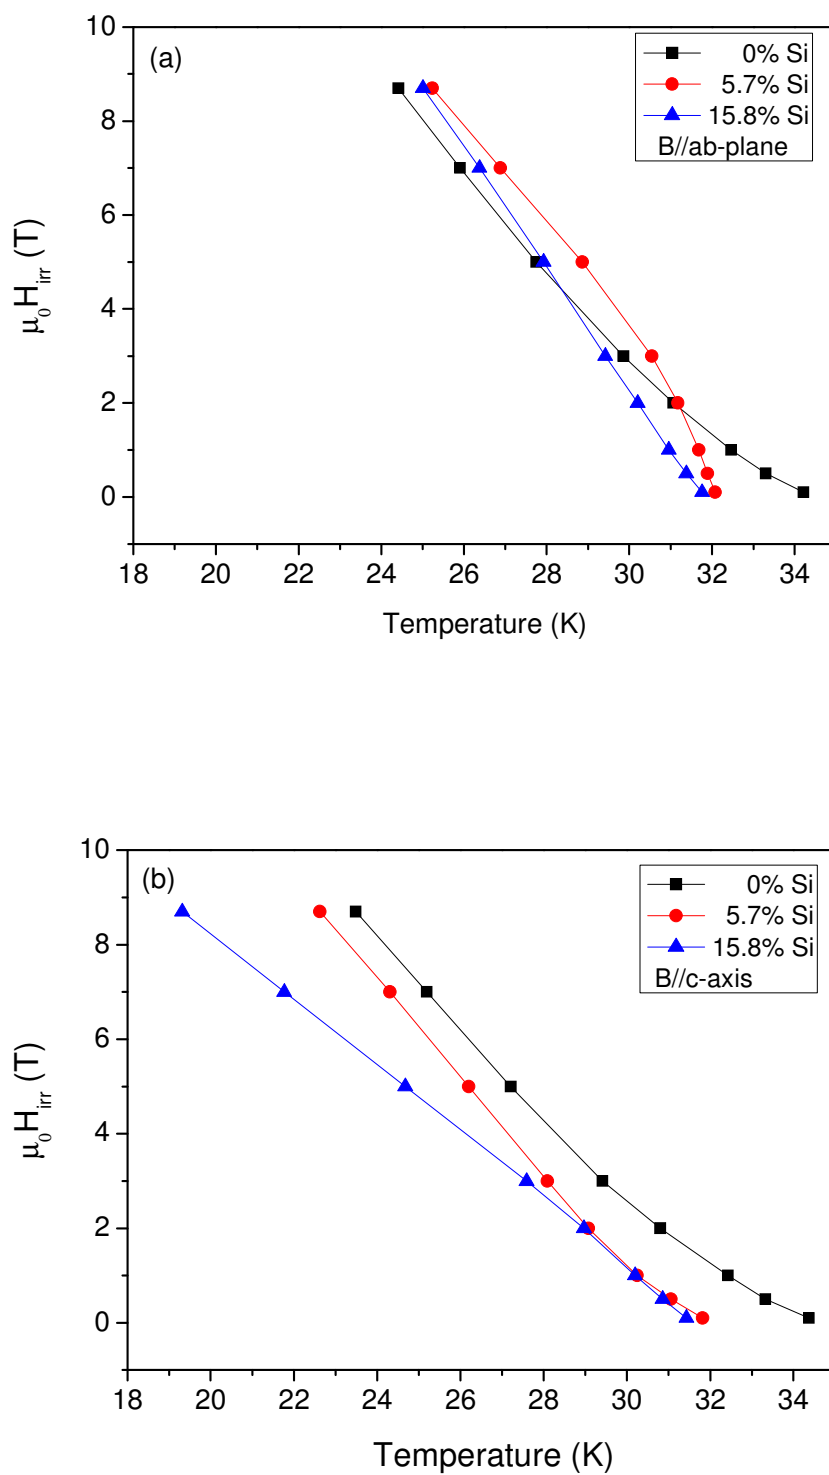 (a)
0% Si
5.7% Si
15.8% Si
B//ab-plane
10
8
6
4
2
0
μ₀Hᵢᵣᵣ (T)
18 20 22 24 26 28 30 32 34
Temperature (K)
(b)
0% Si
5.7% Si
15.8% Si
B//c-axis
10
8
6
4
2
0
μ₀Hᵢᵣᵣ (T)
18 20 22 24 26 28 30 32 34
Temperature (K)